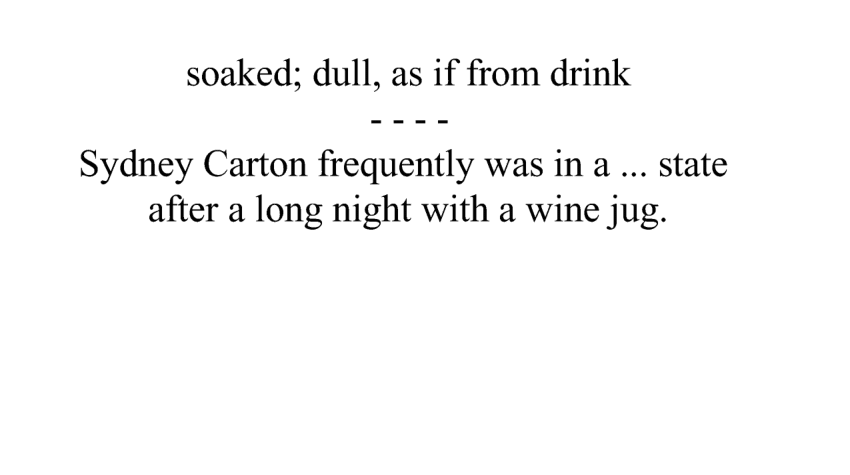 soaked; dull, as if from drink
- - - -
Sydney Carton frequently was in a ... state
after a long night with a wine jug.